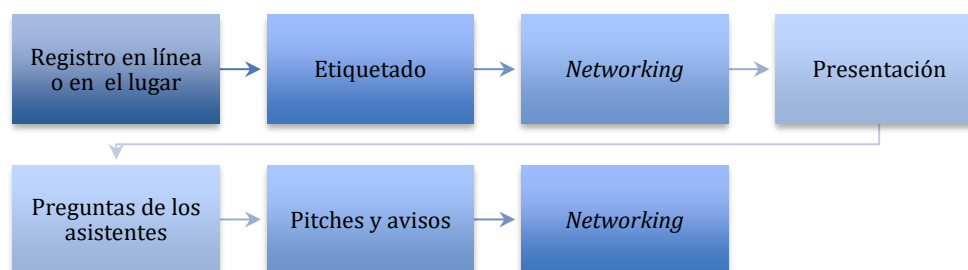 Registro en línea
o en el lugar
Etiquetado
Networking
Presentación
Preguntas de los
asistentes
Pitches y avisos
Networking